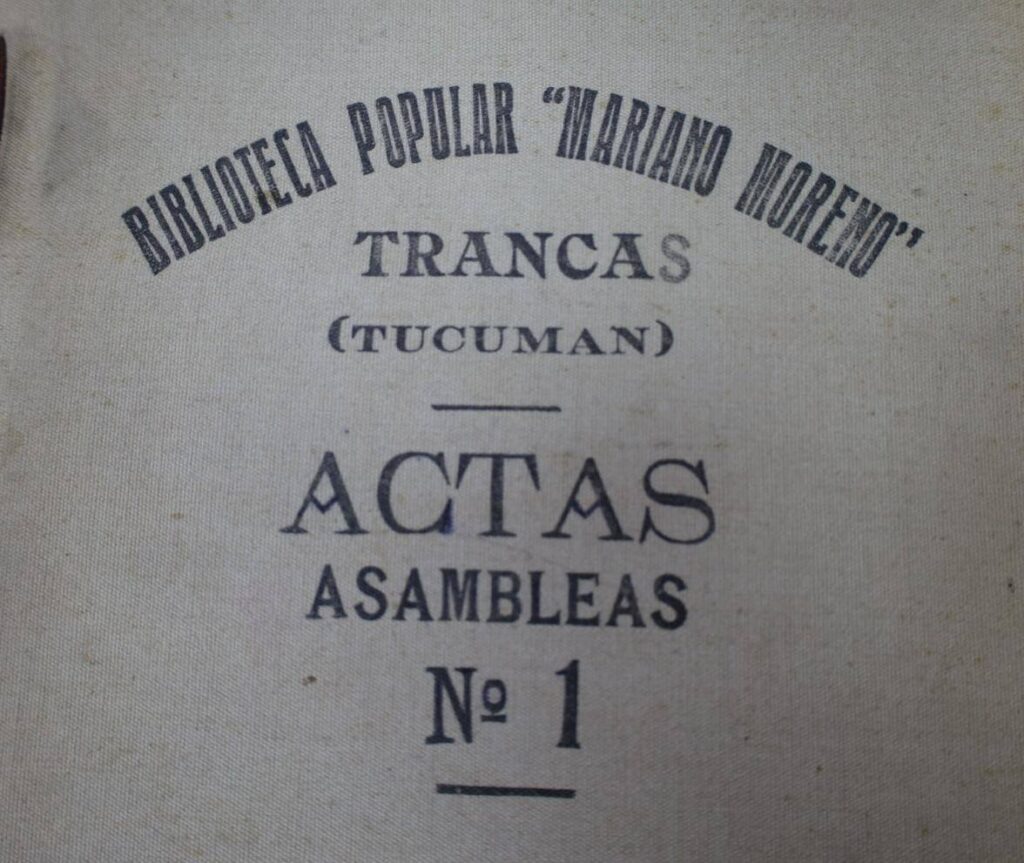 BIBLIOTECA POPULAR “MARIANO MORENO”
TRANCAS
(TUCUMAN)
ACTAS
ASAMBLEAS
Nº 1